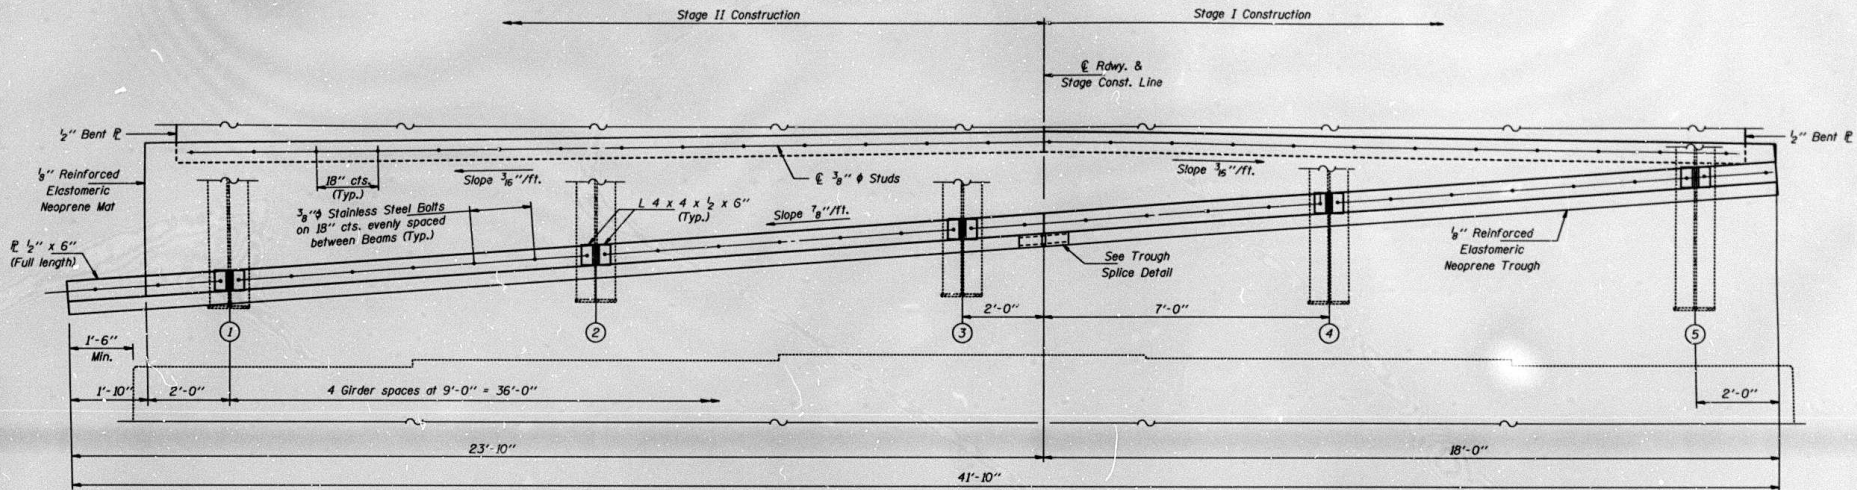 Stage II Construction
Stage I Construction
℄ Rdwy. &
Stage Const. Line
½" Bent ℞
½" Bent ℞
⅛" Reinforced
Elastomeric
Neoprene Mat
18" cts.
(Typ.)
Slope 3/16"/ft.
℄ ⅜" ϕ Studs
Slope 3/16"/ft.
⅜"ϕ Stainless Steel Bolts
on 18" cts. evenly spaced
between Beams (Typ.)
L 4 x 4 x ½ x 6"
(Typ.)
Slope ⅞"/ft.
℞ ½" x 6"
(Full length)
See Trough
Splice Detail
⅛" Reinforced
Elastomeric
Neoprene Trough
2'-0"
7'-0"
1
2
3
4
5
1'-6"
Min.
1'-10"
2'-0"
4 Girder spaces at 9'-0" = 36'-0"
2'-0"
23'-10"
18'-0"
41'-10"